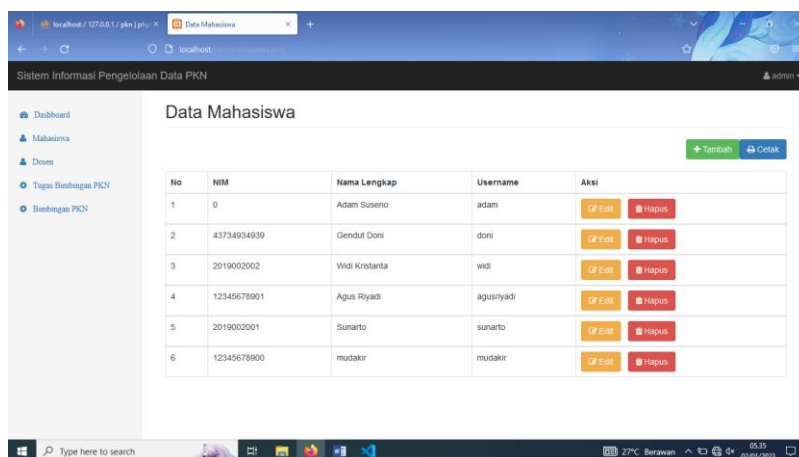 localhost / 127.0.0.1 / pkn | php
Data Mahasiswa
localhost
Sistem Informasi Pengelolaan Data PKN
admin
Dashboard
Mahasiswa
Dosen
Tugas Bimbingan PKN
Bimbingan PKN
Data Mahasiswa
Tambah Cetak
No NIM Nama Lengkap Username Aksi
1 0 Adam Suseno adam Edit Hapus
2 43734934939 Gendut Doni doni Edit Hapus
3 2019002002 Widi Kristanta widi Edit Hapus
4 12345678901 Agus Riyadi agusriyadi Edit Hapus
5 2019002001 Sunarto sunarto Edit Hapus
6 12345678900 mudakir mudakir Edit Hapus
Type here to search
27°C Berawan
05.35
02/01/2023